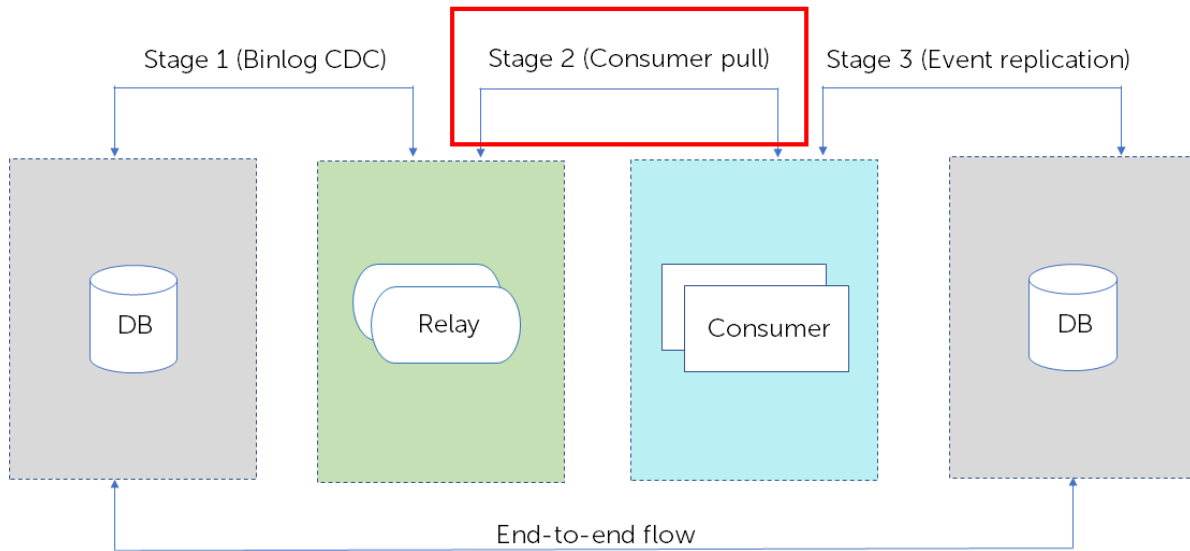 Stage 1 (Binlog CDC)
Stage 2 (Consumer pull)
Stage 3 (Event replication)
DB
Relay
Consumer
DB
End-to-end flow